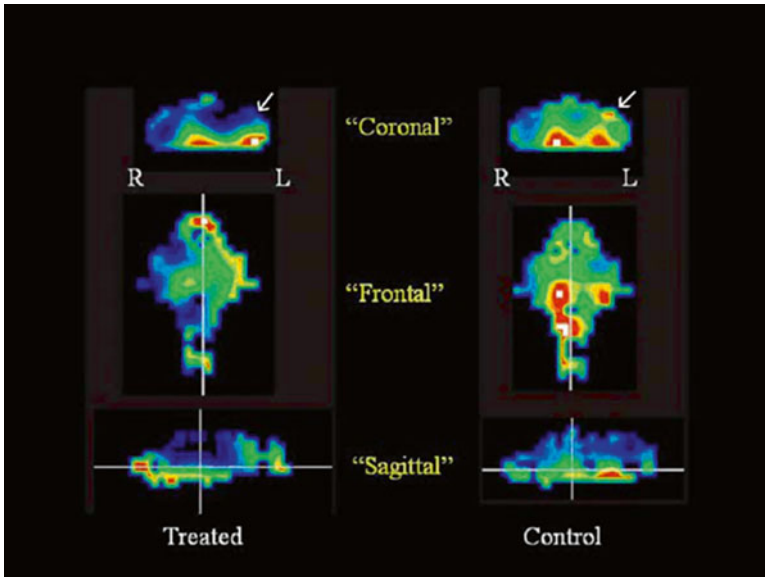 “Coronal”
R L R L
“Frontal”
“Sagittal”
Treated Control